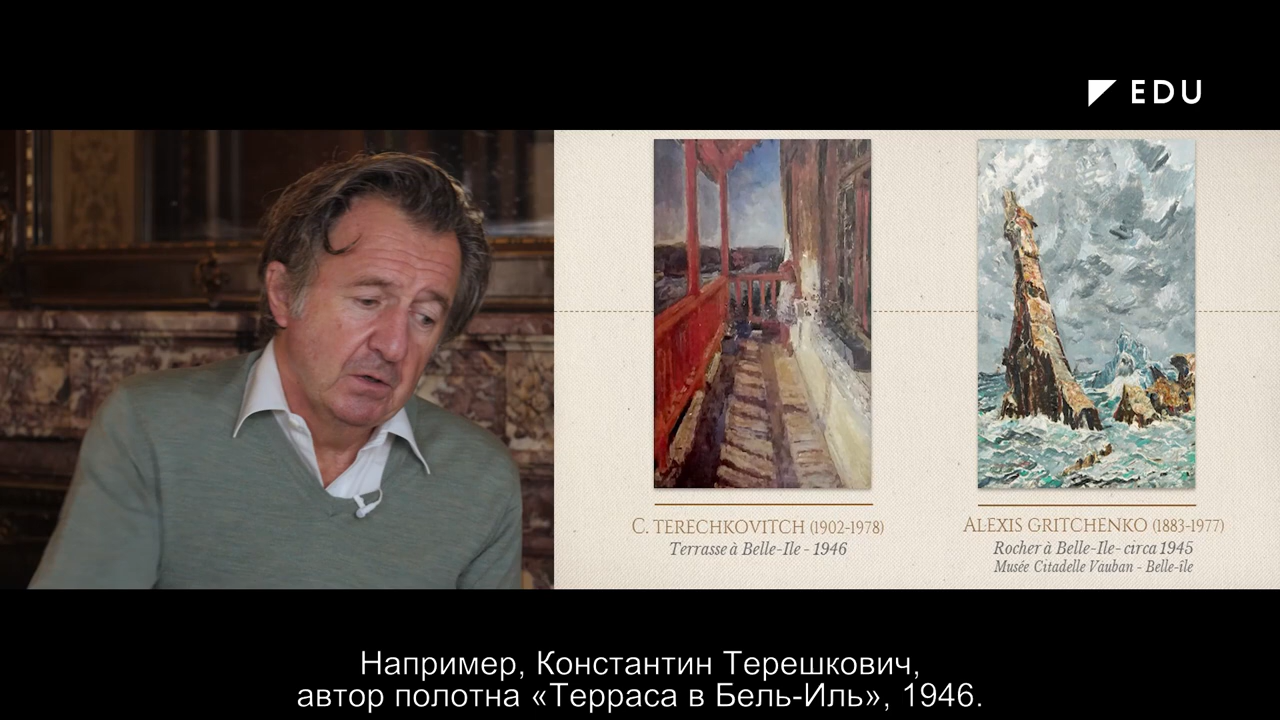 EDU
C. TERECHKOVITCH (1902-1978)
Terrasse à Belle-Ile - 1946
ALEXIS GRITCHENKO (1883-1977)
Rocher à Belle-Ile- circa 1945
Musée Citadelle Vauban - Belle-île
Например, Константин Терешкович,
автор полотна «Терраса в Бель-Иль», 1946.